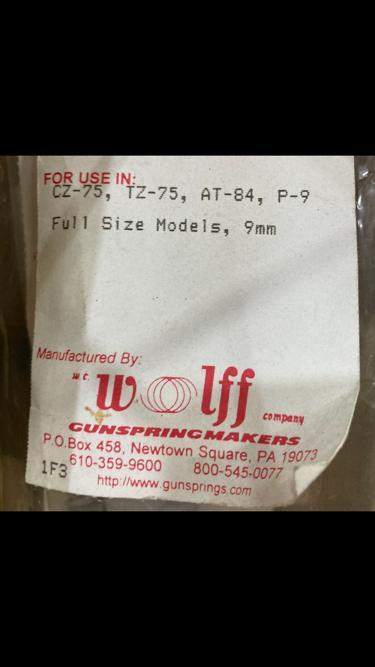 FOR USE IN:
CZ-75, TZ-75, AT-84, P-9
Full Size Models, 9mm
Manufactured By:
w.c. wolff company
GUNSPRINGMAKERS
P.O.Box 458, Newtown Square, PA 19073
610-359-9600 800-545-0077
1F3
http://www.gunsprings.com